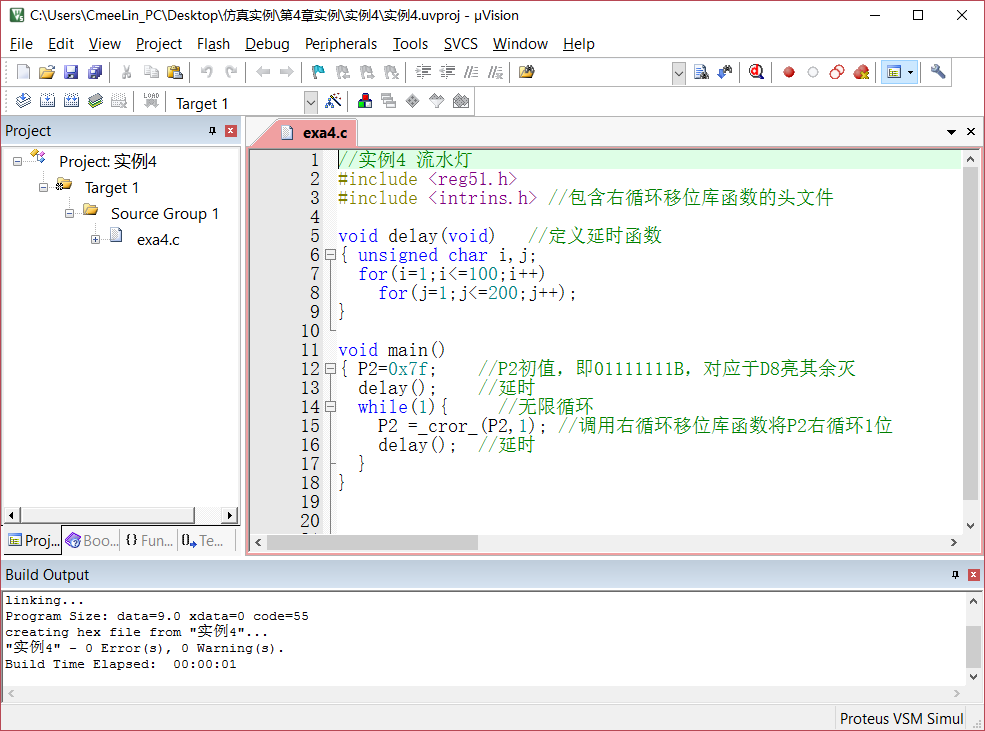 C:\Users\CmeeLin_PC\Desktop\仿真实例\第4章实例\实例4\实例4.uvproj - µVision
File Edit View Project Flash Debug Peripherals Tools SVCS Window Help
LOAD Target 1
Project
Project: 实例4
Target 1
Source Group 1
exa4.c
Proj... Boo... {} Fun... Te...
exa4.c
1 //实例4 流水灯
2 #include <reg51.h>
3 #include <intrins.h> //包含右循环移位库函数的头文件
4
5 void delay(void) //定义延时函数
6 { unsigned char i,j;
7 for(i=1;i<=100;i++)
8 for(j=1;j<=200;j++);
9 }
10
11 void main()
12 { P2=0x7f; //P2初值，即01111111B，对应于D8亮其余灭
13 delay(); //延时
14 while(1){ //无限循环
15 P2 =_cror_(P2,1); //调用右循环移位库函数将P2右循环1位
16 delay(); //延时
17 }
18 }
19
20
Build Output
linking...
Program Size: data=9.0 xdata=0 code=55
creating hex file from "实例4"...
"实例4" - 0 Error(s), 0 Warning(s).
Build Time Elapsed: 00:00:01
Proteus VSM Simul